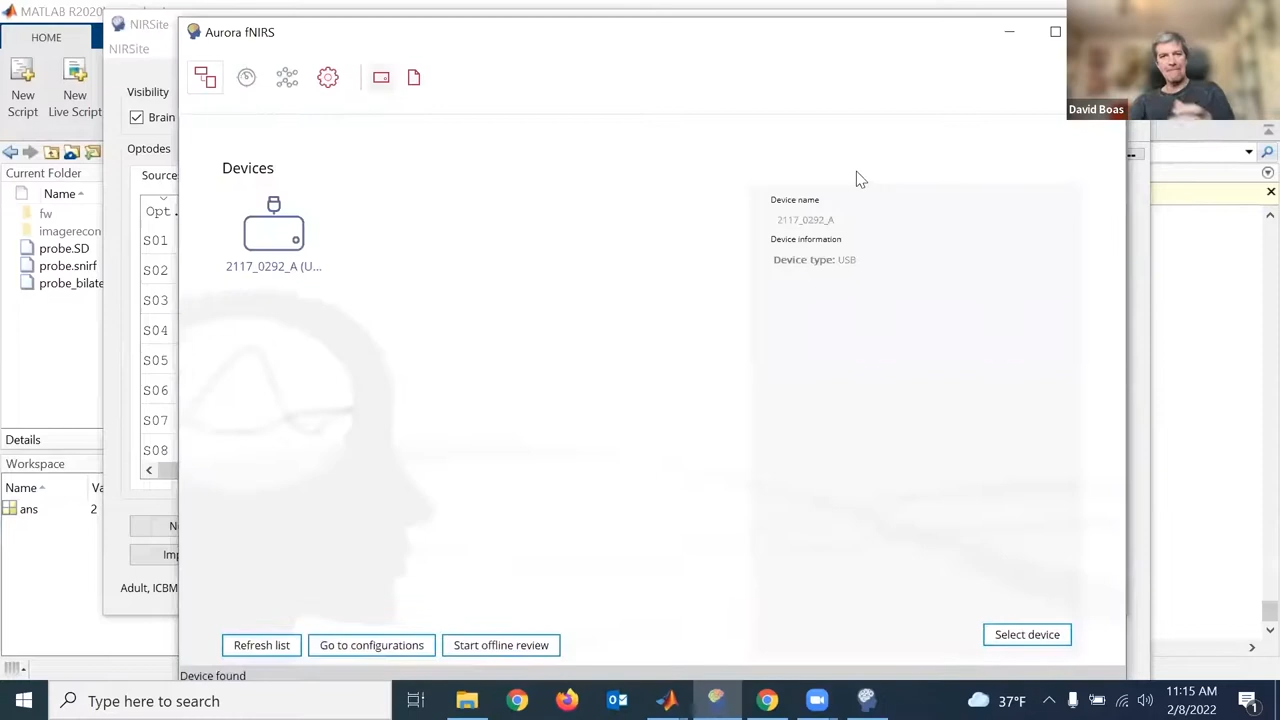 MATLAB R2020
NIRSite
Aurora fNIRS
HOME
NIRSite
New
Script
New
Live Script
Visibility
Brain
David Boas
Optodes
Current Folder
Name
Source
Devices
fw
imagerecon
probe.SD
probe.snirf
probe_bilate
Opt.
S01
S02
S03
S04
S05
S06
S07
S08
2117_0292_A (U...
Device name
2117_0292_A
Device information
Device type: USB
Details
Workspace
Name
Va
ans
2
N
Imp
Adult, ICBM
Refresh list
Go to configurations
Start offline review
Select device
Device found
Type here to search
37°F
11:15 AM
2/8/2022
1